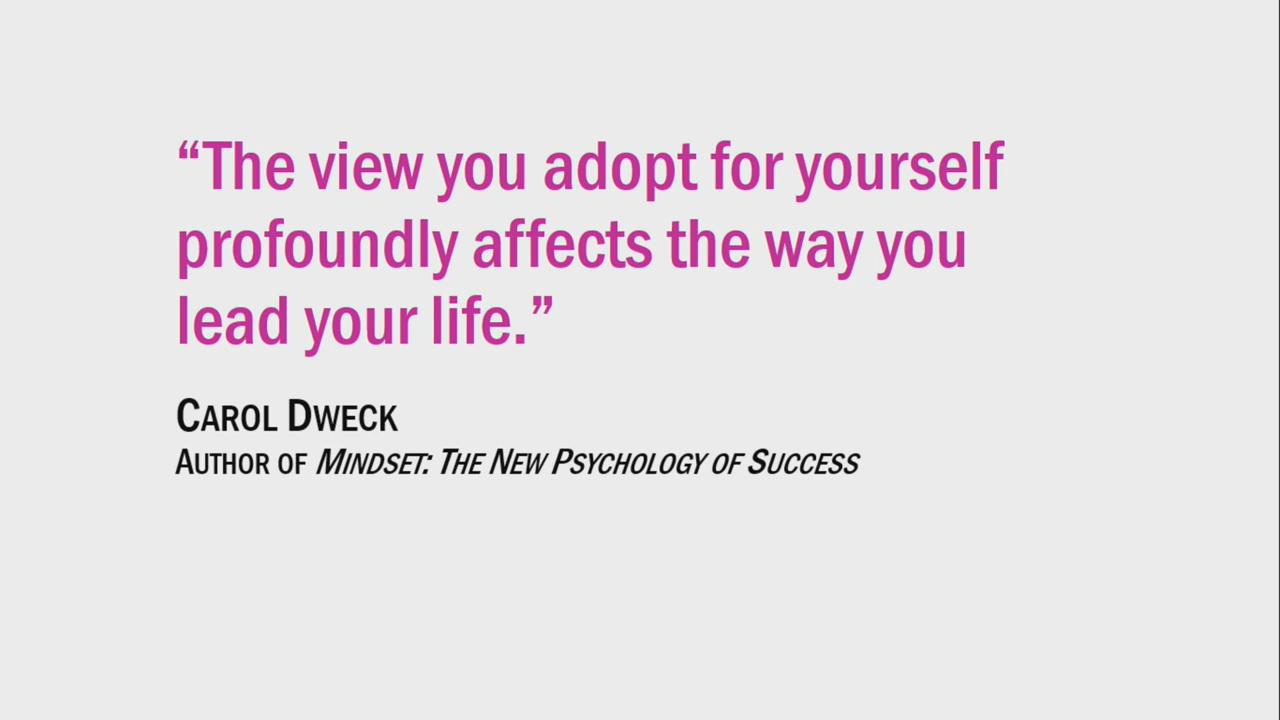 “The view you adopt for yourself
profoundly affects the way you
lead your life.”
CAROL DWECK
AUTHOR OF MINDSET: THE NEW PSYCHOLOGY OF SUCCESS